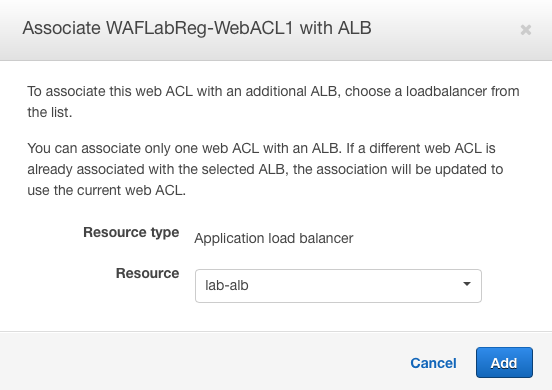 Associate WAFLabReg-WebACL1 with ALB
To associate this web ACL with an additional ALB, choose a loadbalancer from
the list.
You can associate only one web ACL with an ALB. If a different web ACL is
already associated with the selected ALB, the association will be updated to
use the current web ACL.
Resource type Application load balancer
Resource lab-alb
Cancel Add